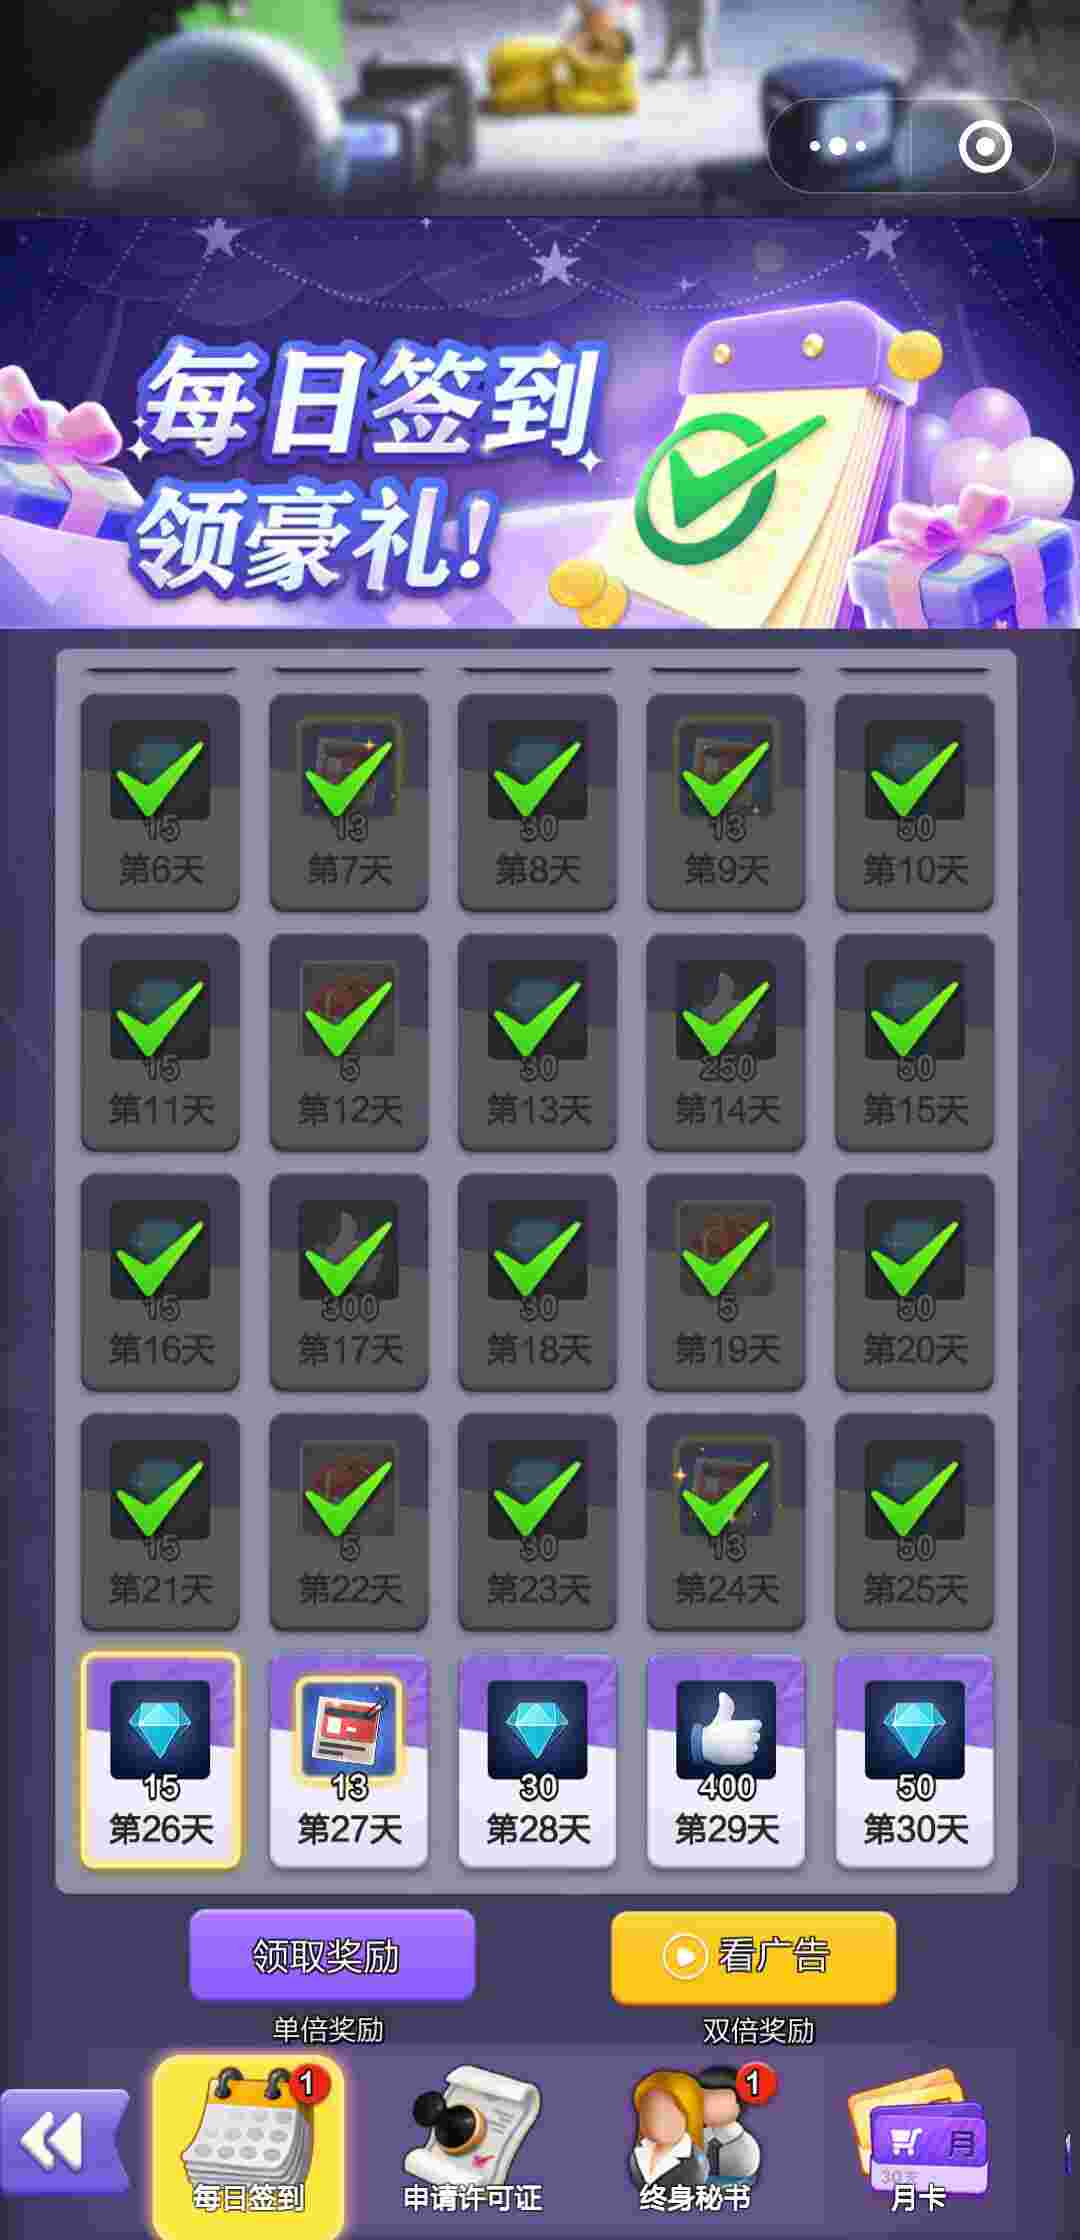 每日签到
领豪礼!
15 13 30 13 50
第6天 第7天 第8天 第9天 第10天
15 5 30 250 50
第11天 第12天 第13天 第14天 第15天
15 300 30 5 50
第16天 第17天 第18天 第19天 第20天
15 5 30 13 50
第21天 第22天 第23天 第24天 第25天
15 13 30 400 50
第26天 第27天 第28天 第29天 第30天
领取奖励 看广告
单倍奖励 双倍奖励
1 1
月
30天
每日签到 申请许可证 终身秘书 月卡